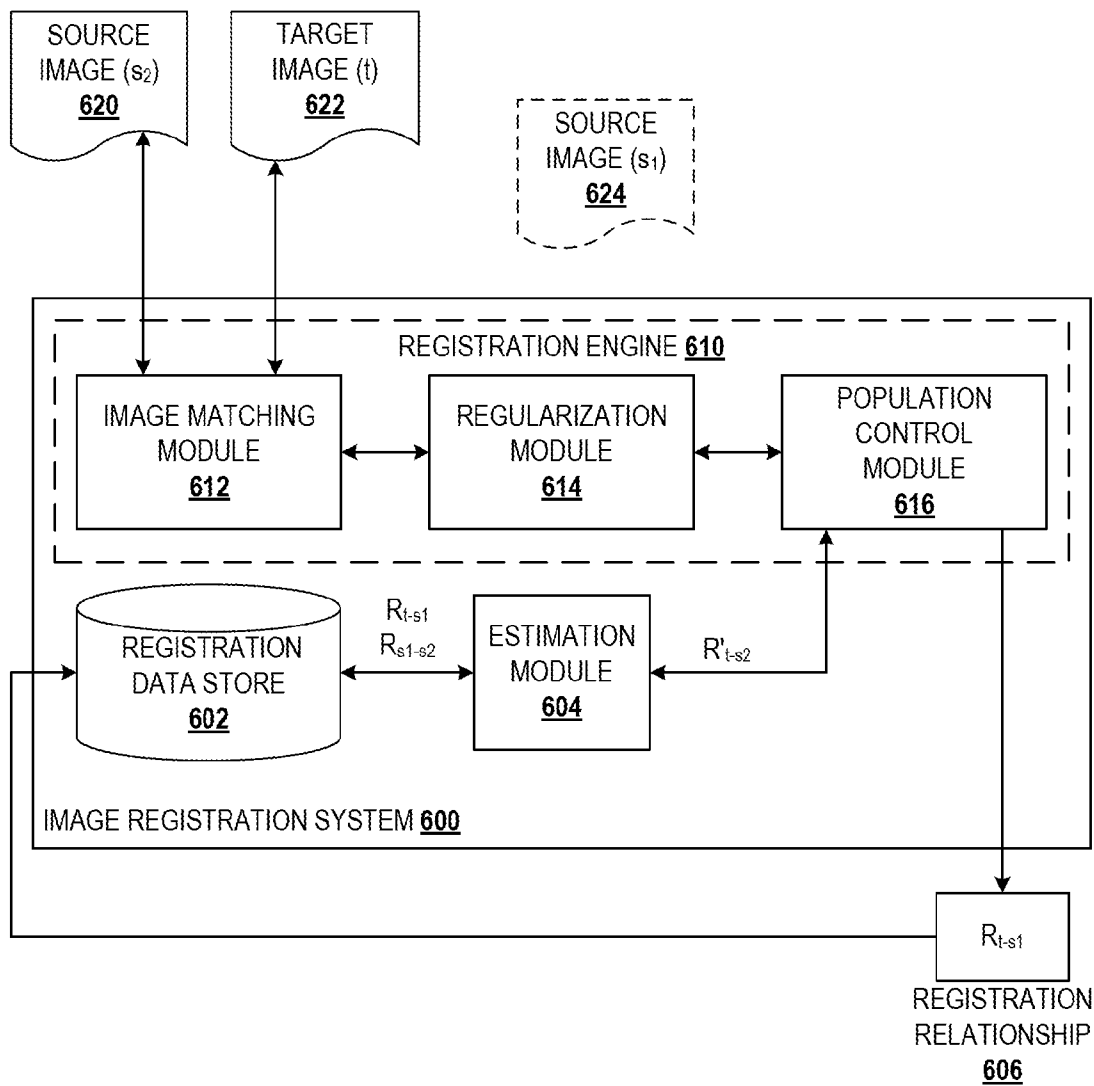 SOURCE
IMAGE (s2)
620
TARGET
IMAGE (t)
622
SOURCE
IMAGE (s1)
624
REGISTRATION ENGINE 610
IMAGE MATCHING
MODULE
612
REGULARIZATION
MODULE
614
POPULATION
CONTROL
MODULE
616
REGISTRATION
DATA STORE
602
Rt-s1
Rs1-s2
ESTIMATION
MODULE
604
R't-s2
IMAGE REGISTRATION SYSTEM 600
Rt-s1
REGISTRATION
RELATIONSHIP
606